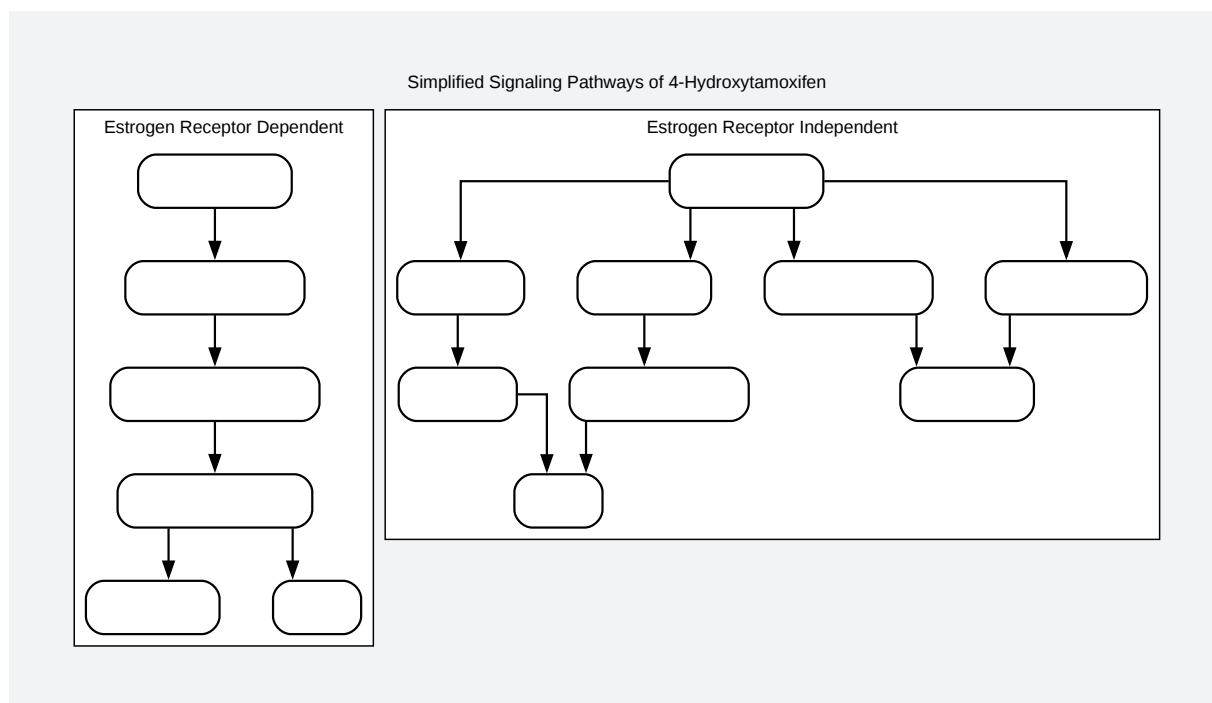 Simplified Signaling Pathways of 4-Hydroxytamoxifen
Estrogen Receptor Dependent
Estrogen Receptor Independent